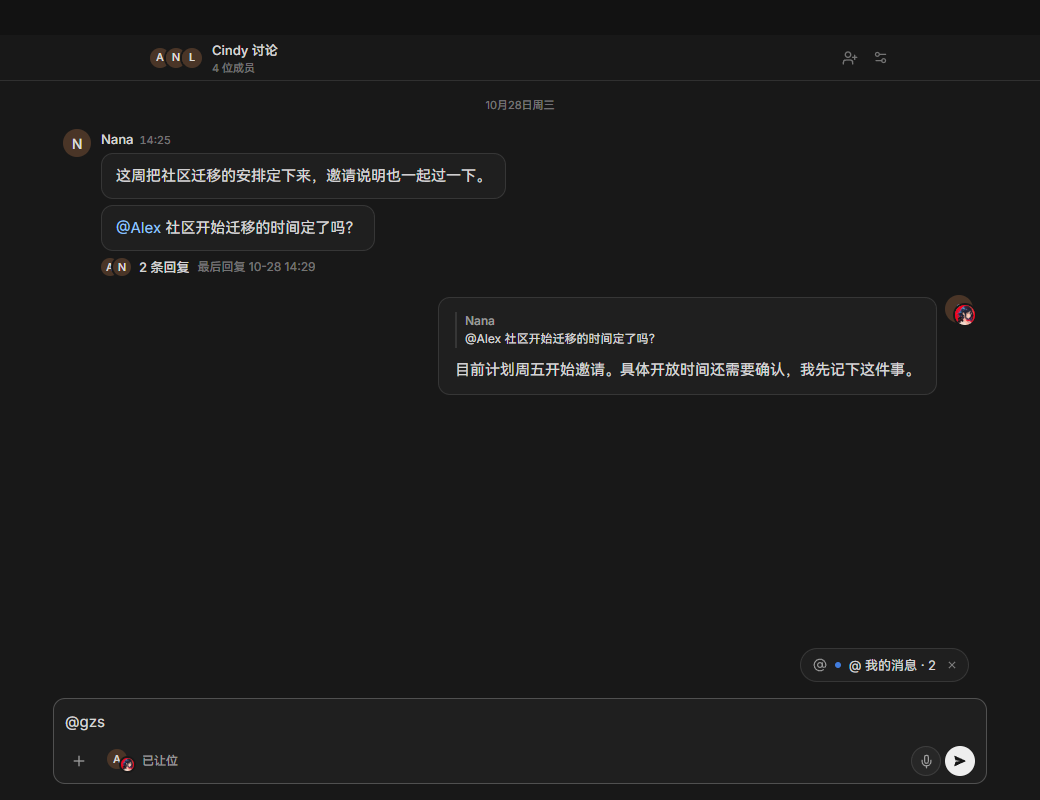 A N L
Cindy 讨论
4 位成员
10月28日周三
N
Nana 14:25
这周把社区迁移的安排定下来，邀请说明也一起过一下。
@Alex 社区开始迁移的时间定了吗？
A N 2 条回复 最后回复 10-28 14:29
Nana
@Alex 社区开始迁移的时间定了吗？
目前计划周五开始邀请。具体开放时间还需要确认，我先记下这件事。
@ 我的消息 · 2
@gzs
A 已让位